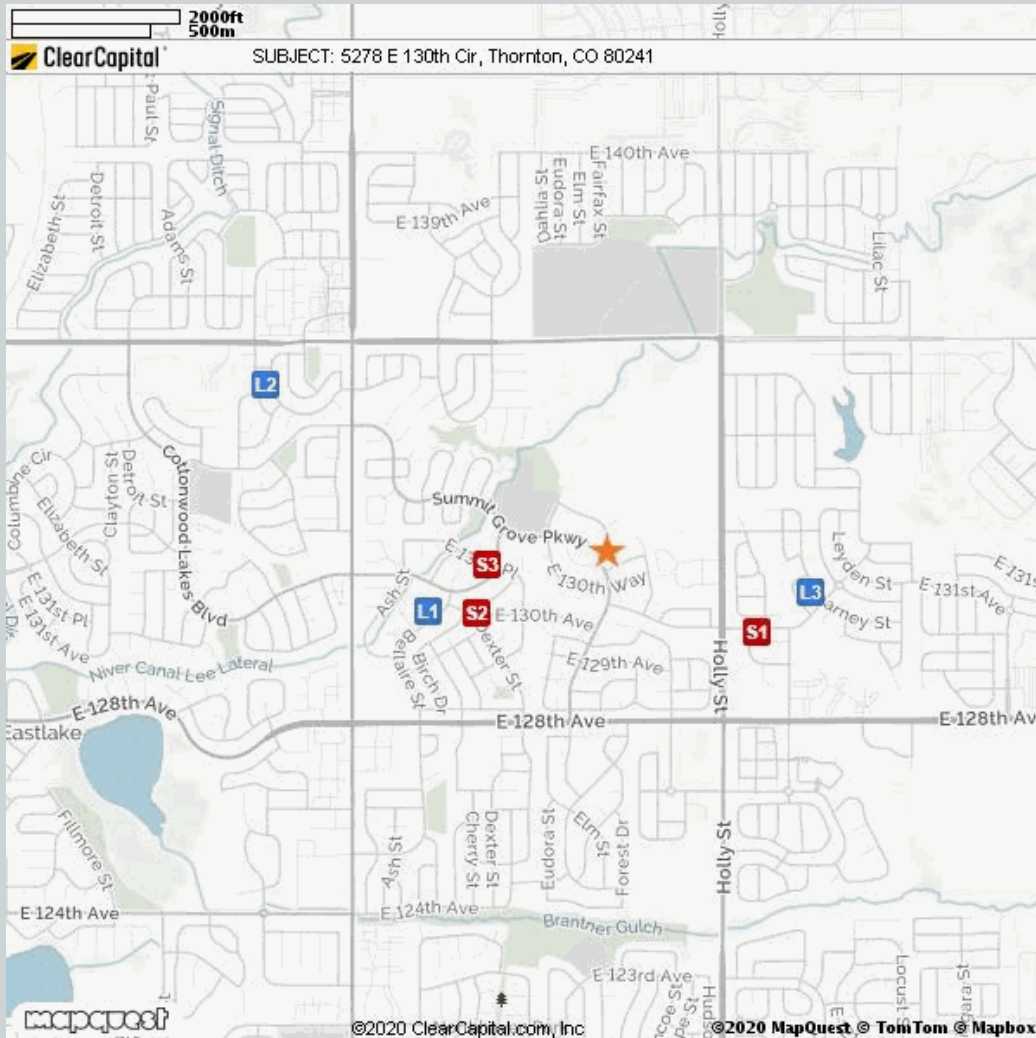 2000ft
500m
Holly
ClearCapital
SUBJECT: 5278 E 130th Cir, Thornton, CO 80241
Paul St
Signal Ditch
E 140th Ave
Fairfax St
Elm St
Eudora St
Dahlia St
Detroit St
Elizabeth St
Adams St
E 139th Ave
Lilac St
L2
Columbine Cir
Detroit St
Clayton St
Cottonwood Lakes Blvd
Elizabeth St
Summit Grove Pkwy
Leyden St
S3
E 130th Way
L3
E 131st Ave
E 131st Pl
E 131st Ave
Ash St
L1
S2
E 130th Ave
S1
Bellaire St
Birch Dr
Dexter St
E 129th Ave
Niver Canal Lee Lateral
Holly St
E 128th Ave
E 128th Ave
Eastlake
Fillmore St
Ash St
Dexter St
Cherry St
Eudora St
Elm St
Forest Dr
Holly St
E 124th Ave
E 124th Ave
Brantner Gulch
E 123rd Ave
Locust S
mapquest
©2020 ClearCapital.com, Inc
©2020 MapQuest © TomTom © Mapbox